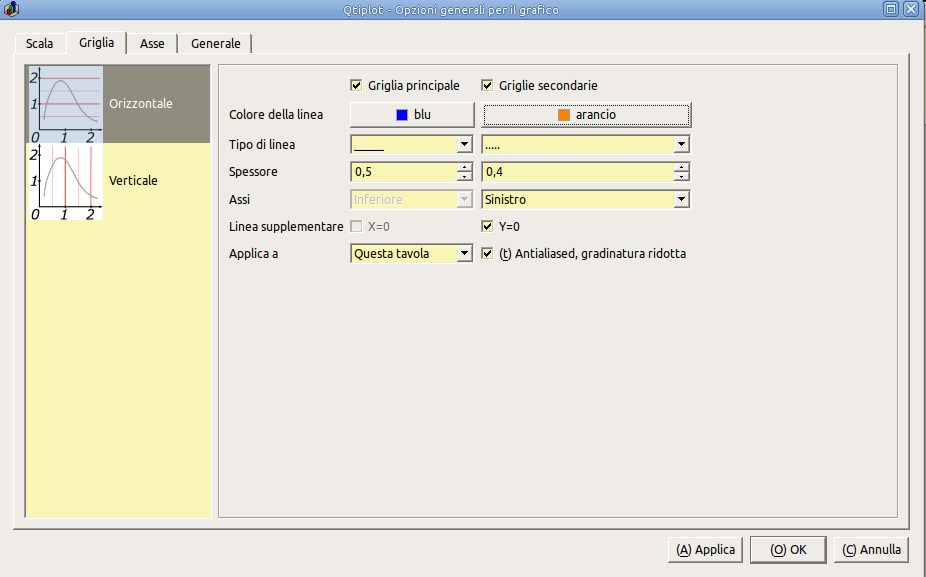 Qtiplot - Opzioni generali per il grafico
Scala Griglia Asse Generale
2
1
0 1 2
Orizzontale
2
1
0 1 2
Verticale
Griglia principale Griglie secondarie
Colore della linea blu arancio
Tipo di linea _____ .....
Spessore 0,5 0,4
Assi Inferiore Sinistro
Linea supplementare X=0 Y=0
Applica a Questa tavola (t) Antialiased, gradinatura ridotta
(A) Applica (O) OK (C) Annulla